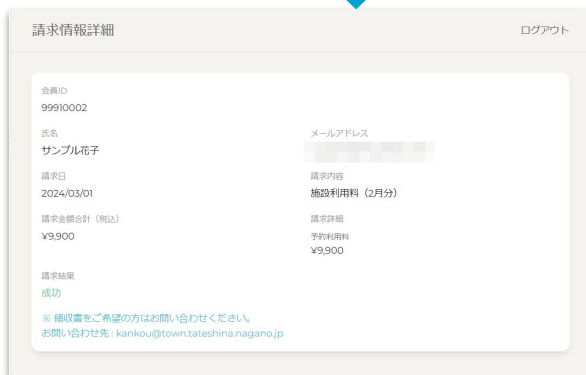 請求情報詳細
ログアウト
会員ID
99910002
氏名
メールアドレス
サンプル花子
請求日
請求内容
2024/03/01
施設利用料（2月分）
請求金額合計（税込）
請求詳細
¥9,900
予約利用料
¥9,900
請求結果
成功
※ 領収書をご希望の方はお問い合わせください。
お問い合わせ先 : kankou@town.tateshina.nagano.jp